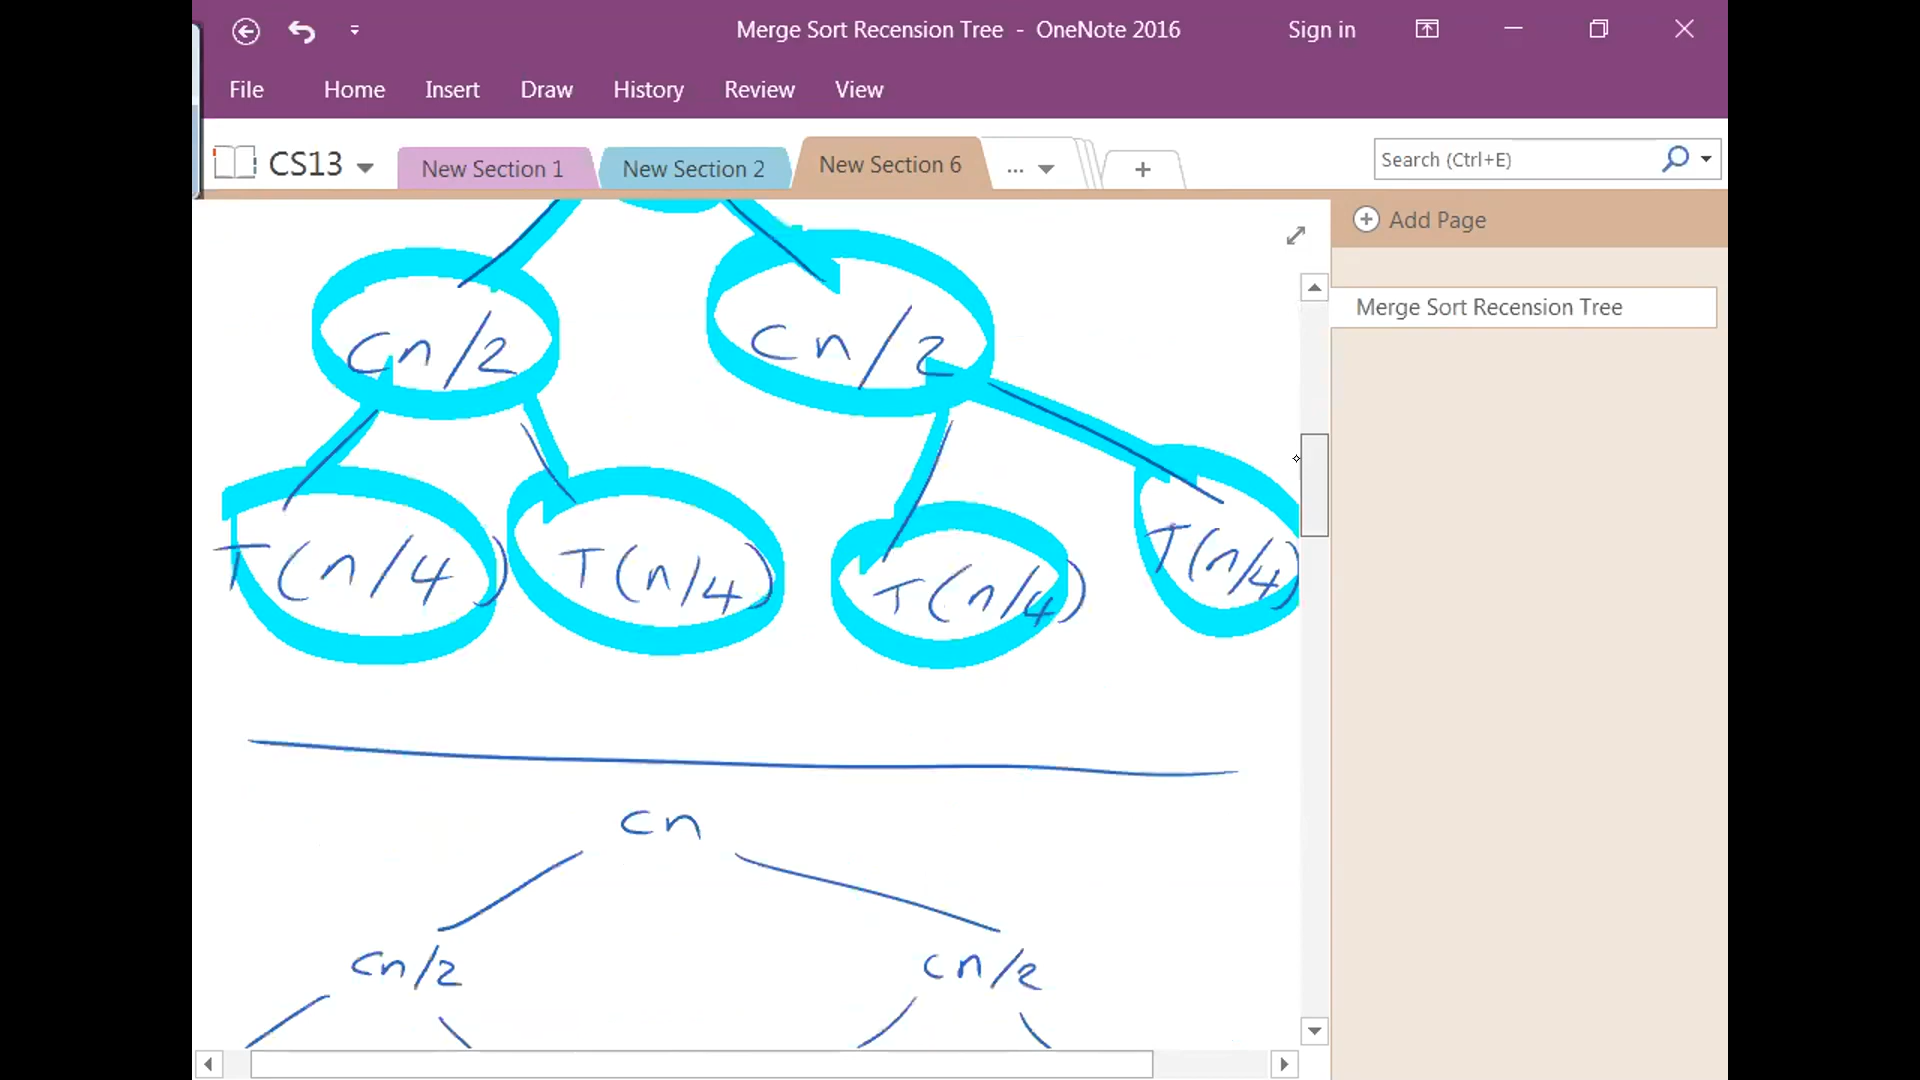 Merge Sort Recension Tree - OneNote 2016
Sign in
File Home Insert Draw History Review View
CS13
New Section 1
New Section 2
New Section 6
...
Search (Ctrl+E)
Add Page
Merge Sort Recension Tree
cn/2 cn/2
T(n/4) T(n/4) T(n/4) T(n/4)
cn
cn/2 cn/2